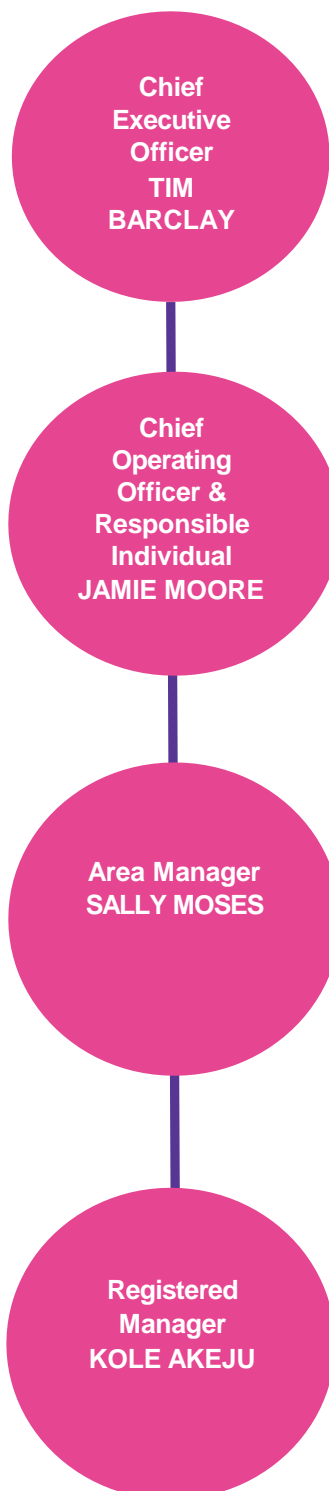 Chief
Executive
Officer
TIM
BARCLAY
Chief
Operating
Officer &
Responsible
Individual
JAMIE MOORE
Area Manager
SALLY MOSES
Registered
Manager
KOLE AKEJU